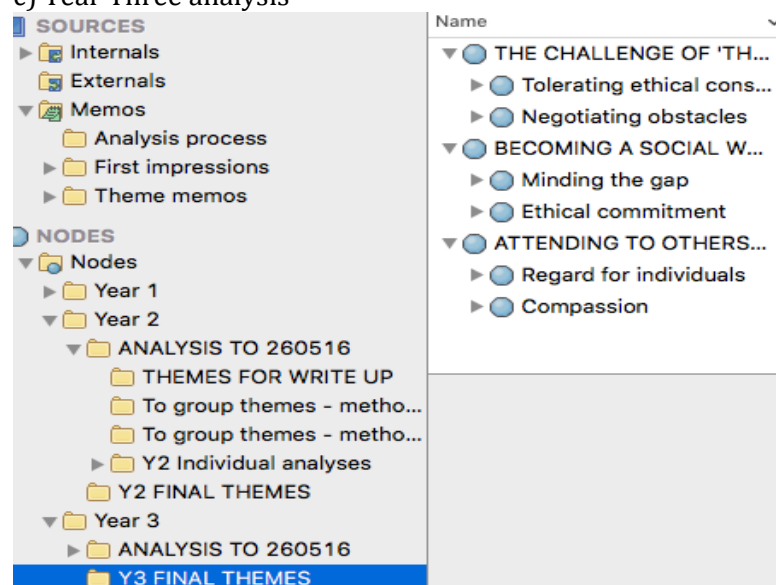 c) Year Three analysis
SOURCES
Internals
Externals
Memos
Analysis process
First impressions
Theme memos
NODES
Nodes
Year 1
Year 2
ANALYSIS TO 260516
THEMES FOR WRITE UP
To group themes - metho...
To group themes - metho...
Y2 Individual analyses
Y2 FINAL THEMES
Year 3
ANALYSIS TO 260516
Y3 FINAL THEMES
Name
THE CHALLENGE OF 'TH...
Tolerating ethical cons...
Negotiating obstacles
BECOMING A SOCIAL W...
Minding the gap
Ethical commitment
ATTENDING TO OTHERS...
Regard for individuals
Compassion